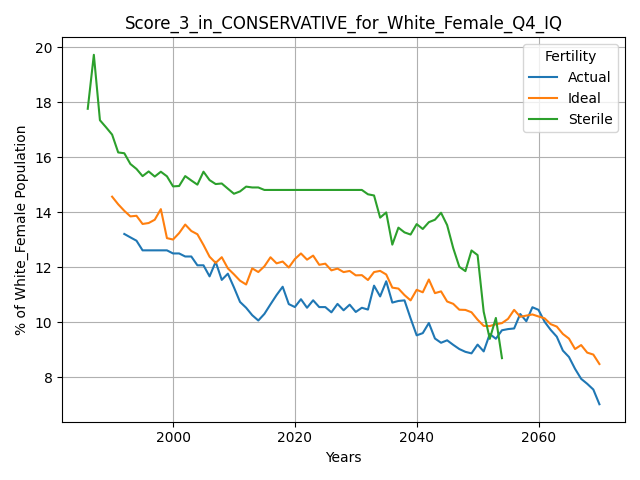 Score_3_in_CONSERVATIVE_for_White_Female_Q4_IQ
% of White_Female Population
20
18
16
14
12
10
8
Fertility
Actual
Ideal
Sterile
2000
2020
2040
2060
Years